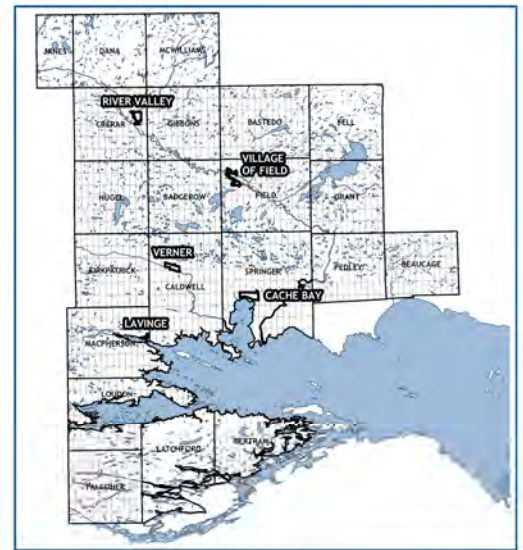 JANES
DANA
MCWILLIAMS
RIVER VALLEY
CRERAR
GIBBONS
BASTEDO
FELL
VILLAGE
OF FIELD
HUGEL
BADGEROW
FIELD
GRANT
VERNER
KIRKPATRICK
CALDWELL
SPRINGER
PEDLEY
BEAUCAGE
CACHE BAY
LAVINGE
MACPHERSON
LOUDON
LATCHFORD
BERTRAM
FALCONER